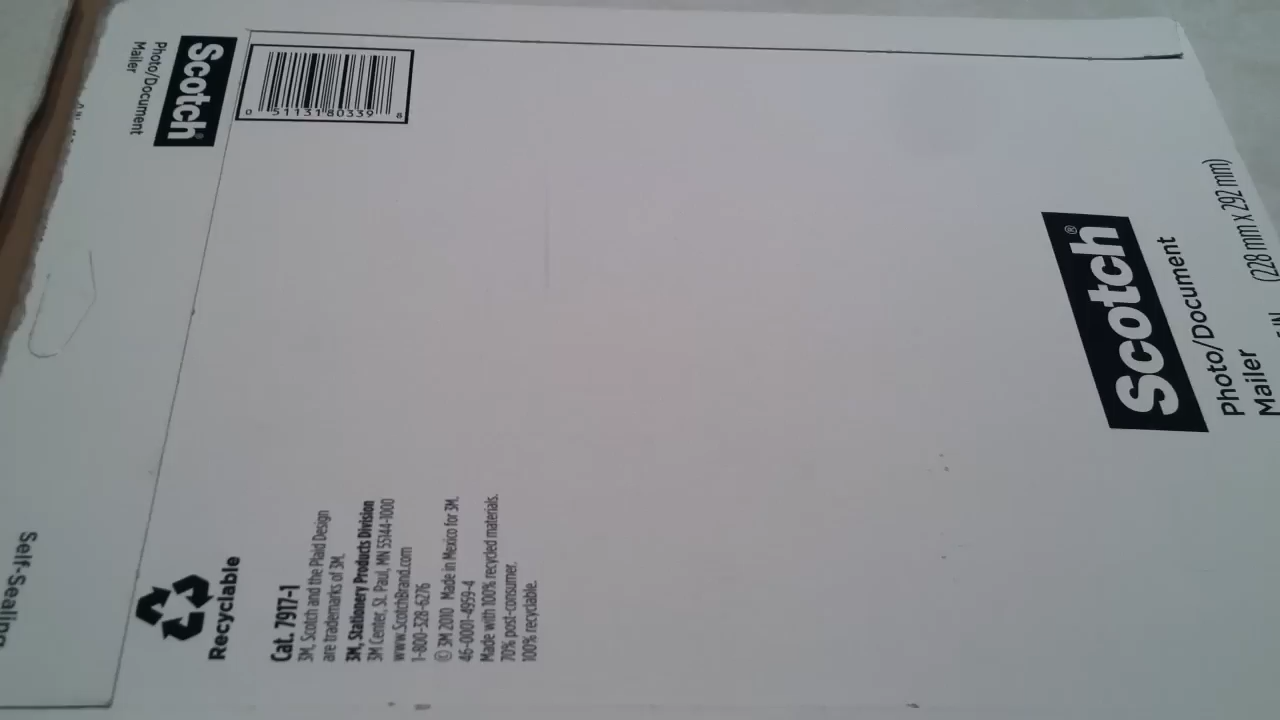 Scotch®
Photo/Document
Mailer
0 51131 80339 8
Scotch®
Photo/Document
Mailer
(228 mm x 292 mm)
Self-Sealing
Recyclable
Cat. 7917-1
3M, Scotch and the Plaid Design
are trademarks of 3M.
3M, Stationery Products Division
3M Center, St. Paul, MN 55144-1000
www.ScotchBrand.com
1-800-328-6276
© 3M 2010 Made in Mexico for 3M.
46-0001-4959-4
Made with 100% recycled materials.
70% post-consumer.
100% recyclable.